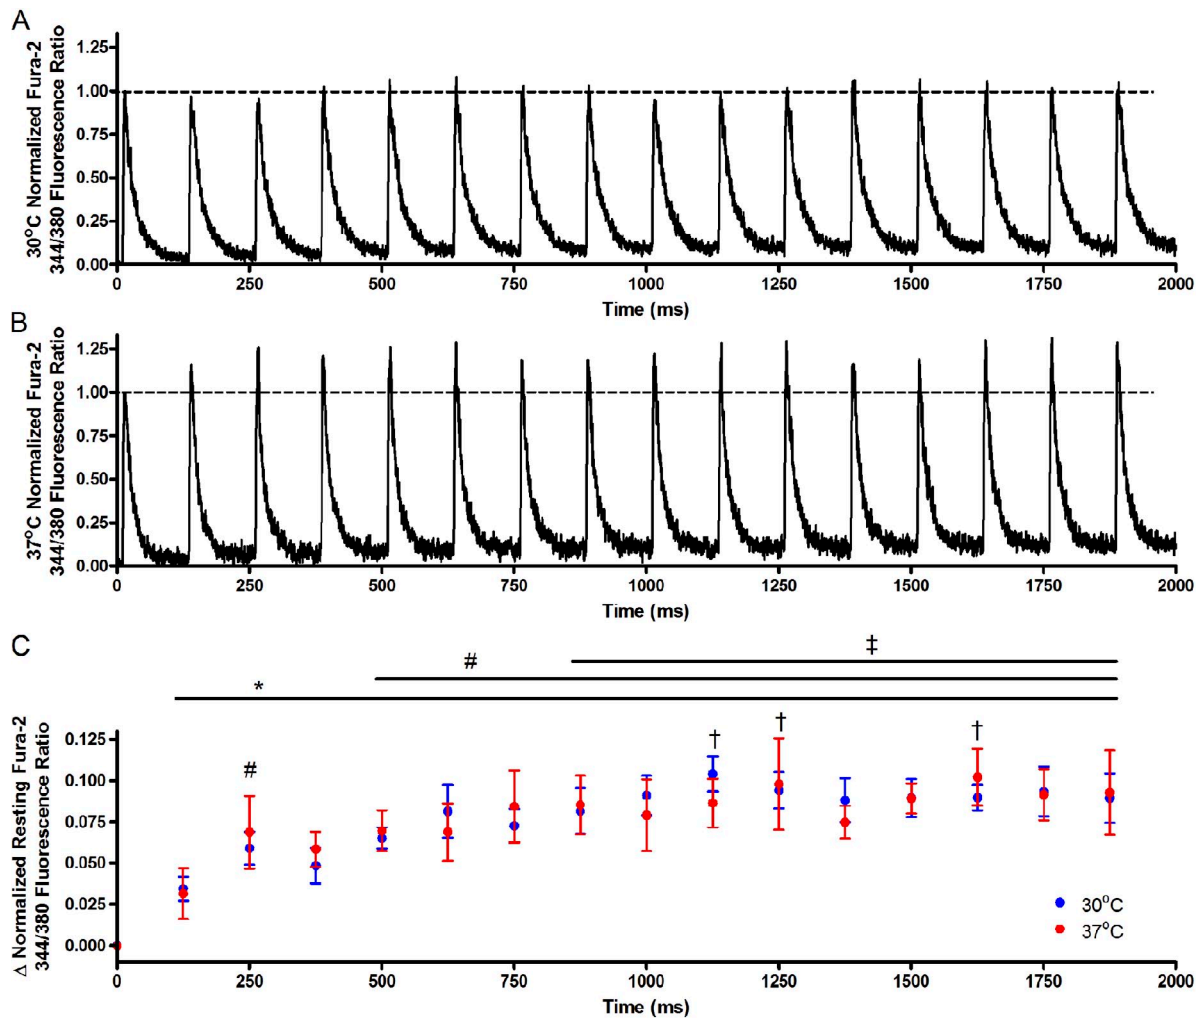 A
30°C Normalized Fura-2
344/380 Fluorescence Ratio
1.25
1.00
0.75
0.50
0.25
0.00
0 250 500 750 1000 1250 1500 1750 2000
Time (ms)
B
37°C Normalized Fura-2
344/380 Fluorescence Ratio
1.25
1.00
0.75
0.50
0.25
0.00
0 250 500 750 1000 1250 1500 1750 2000
Time (ms)
C
‡
#
*
Δ Normalized Resting Fura-2
344/380 Fluorescence Ratio
0.125
0.100
0.075
0.050
0.025
0.000
# † † †
30°C
37°C
0 250 500 750 1000 1250 1500 1750 2000
Time (ms)